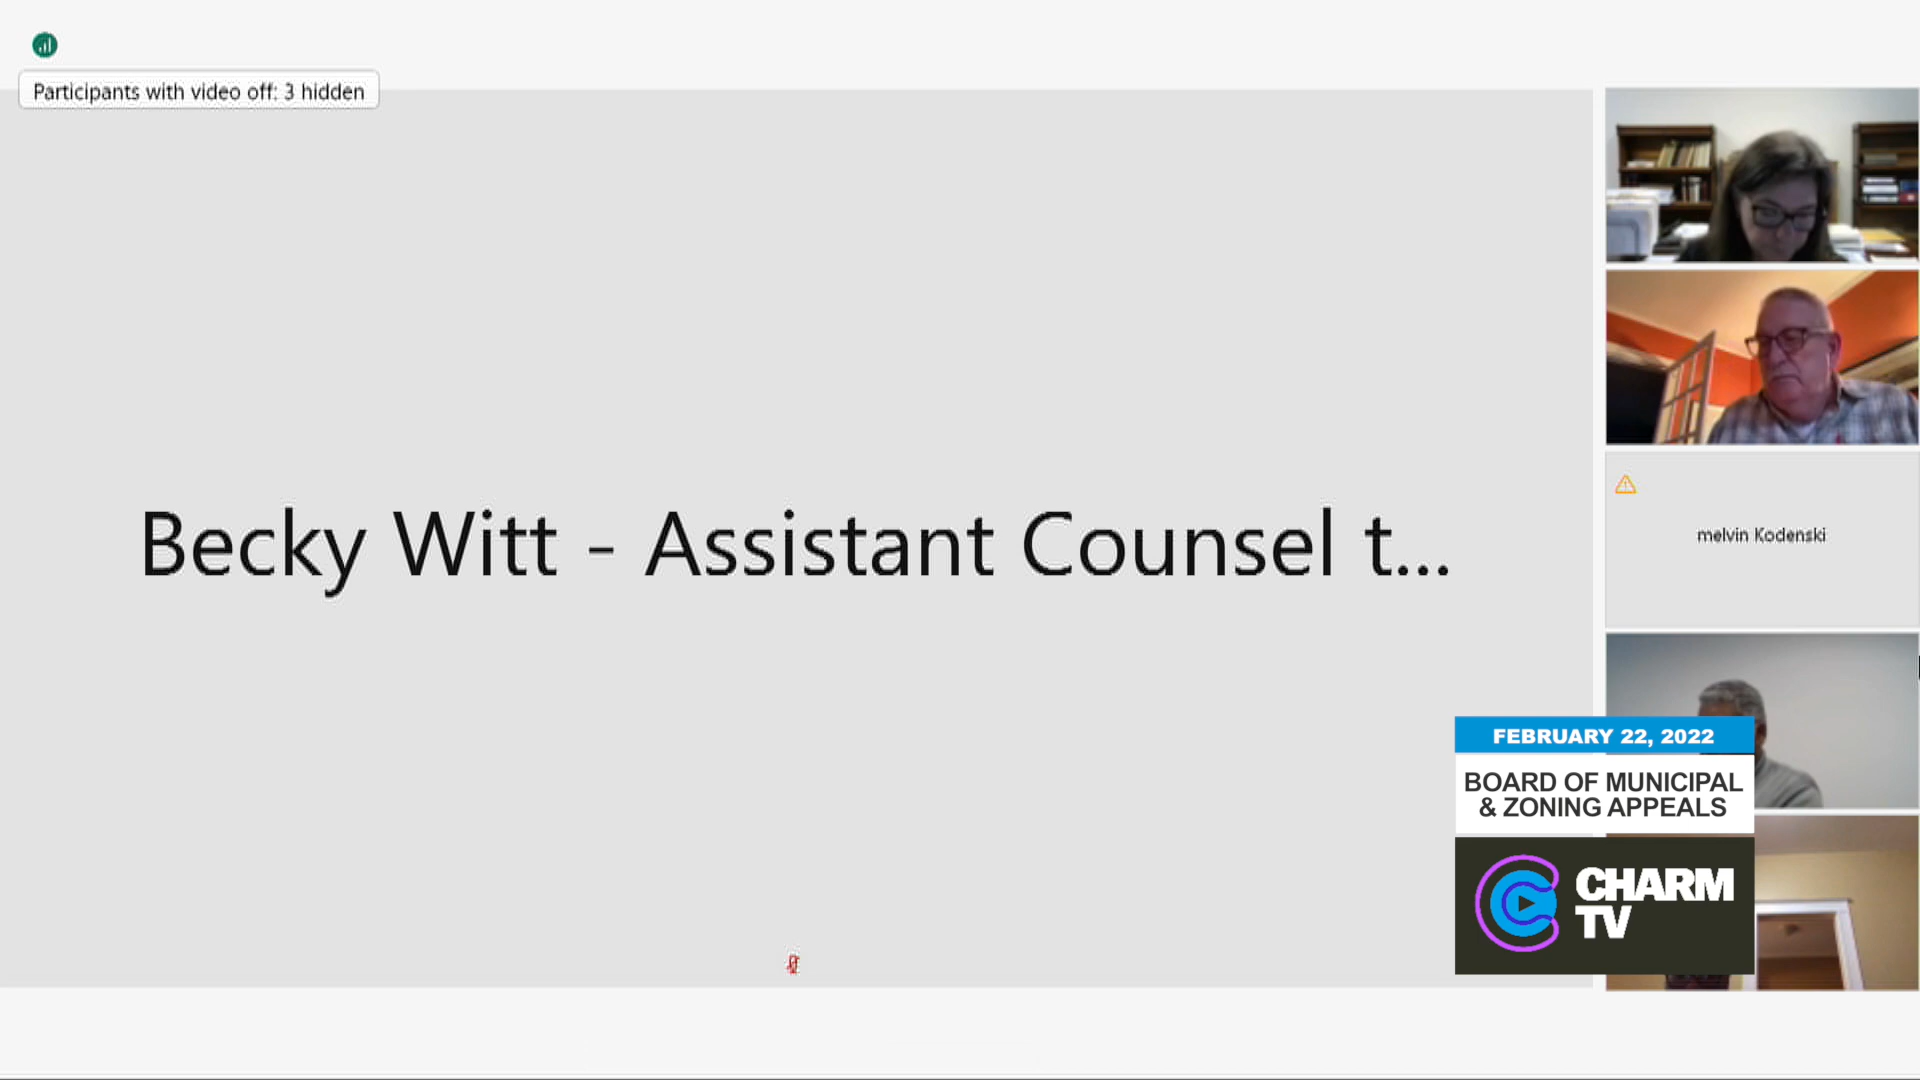 Participants with video off: 3 hidden
Becky Witt - Assistant Counsel t...
melvin Kodenski
FEBRUARY 22, 2022
BOARD OF MUNICIPAL
& ZONING APPEALS
CHARM
TV